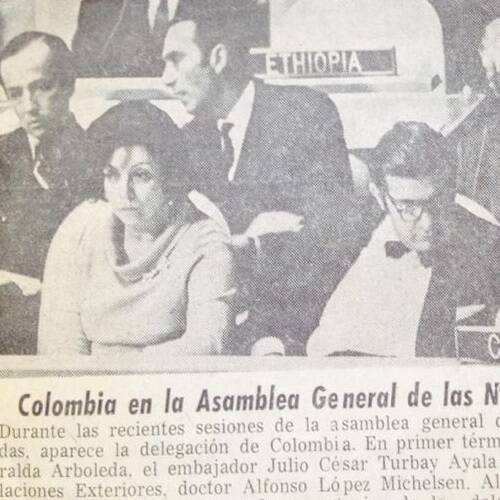 ETHIOPIA
C
Colombia en la Asamblea General de las N
Durante las recientes sesiones de la asamblea general d
das, aparece la delegación de Colombia. En primer térm
ralda Arboleda, el embajador Julio César Turbay Ayala
laciones Exteriores, doctor Alfonso López Michelsen. A